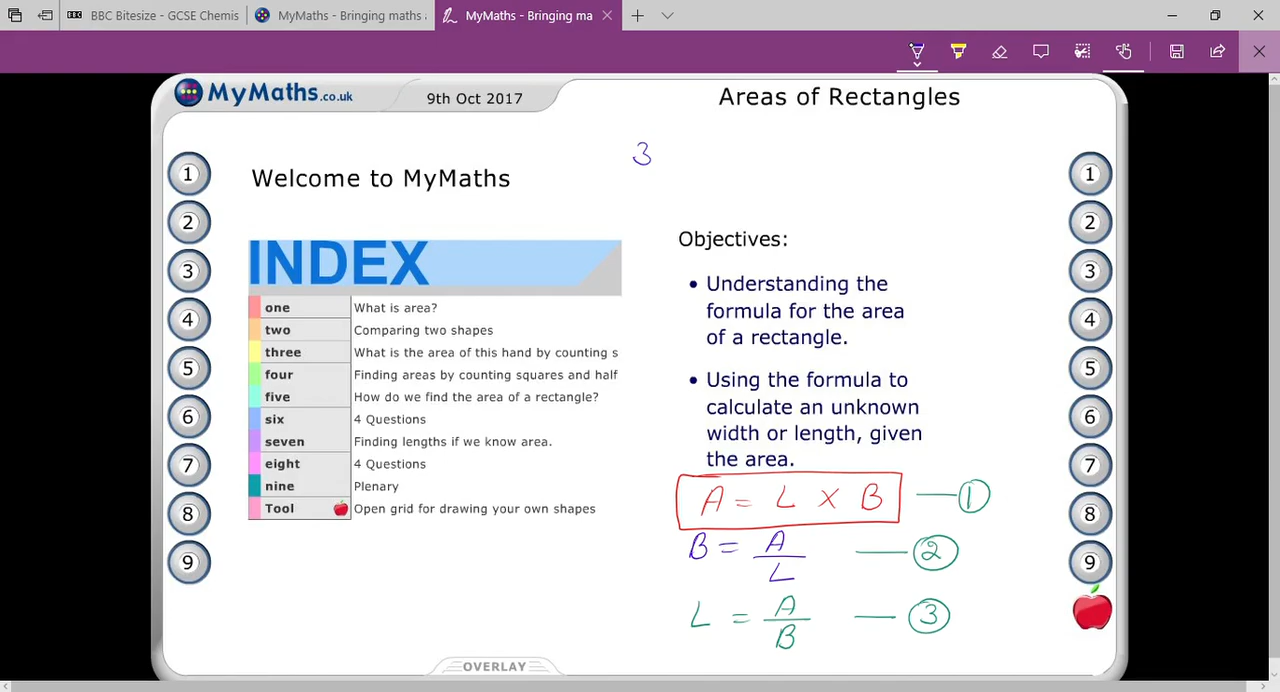 BBC Bitesize - GCSE Chemis
MyMaths - Bringing maths a
MyMaths - Bringing ma
MyMaths.co.uk
9th Oct 2017
Areas of Rectangles
3
Welcome to MyMaths
1
2
3
4
5
6
7
8
9
INDEX
one What is area?
two Comparing two shapes
three What is the area of this hand by counting s
four Finding areas by counting squares and half
five How do we find the area of a rectangle?
six 4 Questions
seven Finding lengths if we know area.
eight 4 Questions
nine Plenary
Tool Open grid for drawing your own shapes
Objectives:
• Understanding the
formula for the area
of a rectangle.
• Using the formula to
calculate an unknown
width or length, given
the area.
A = L × B — 1
B = A/L — 2
L = A/B — 3
1
2
3
4
5
6
7
8
9
OVERLAY